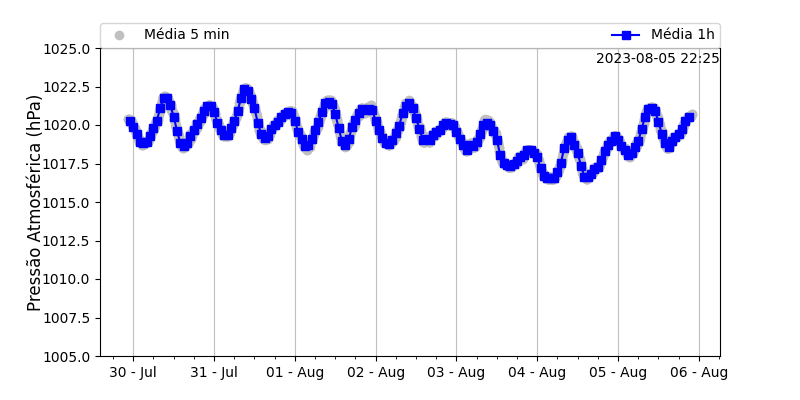 Média 5 min
Média 1h
2023-08-05 22:25
Pressão Atmosférica (hPa)
1025.0
1022.5
1020.0
1017.5
1015.0
1012.5
1010.0
1007.5
1005.0
30 - Jul
31 - Jul
01 - Aug
02 - Aug
03 - Aug
04 - Aug
05 - Aug
06 - Aug